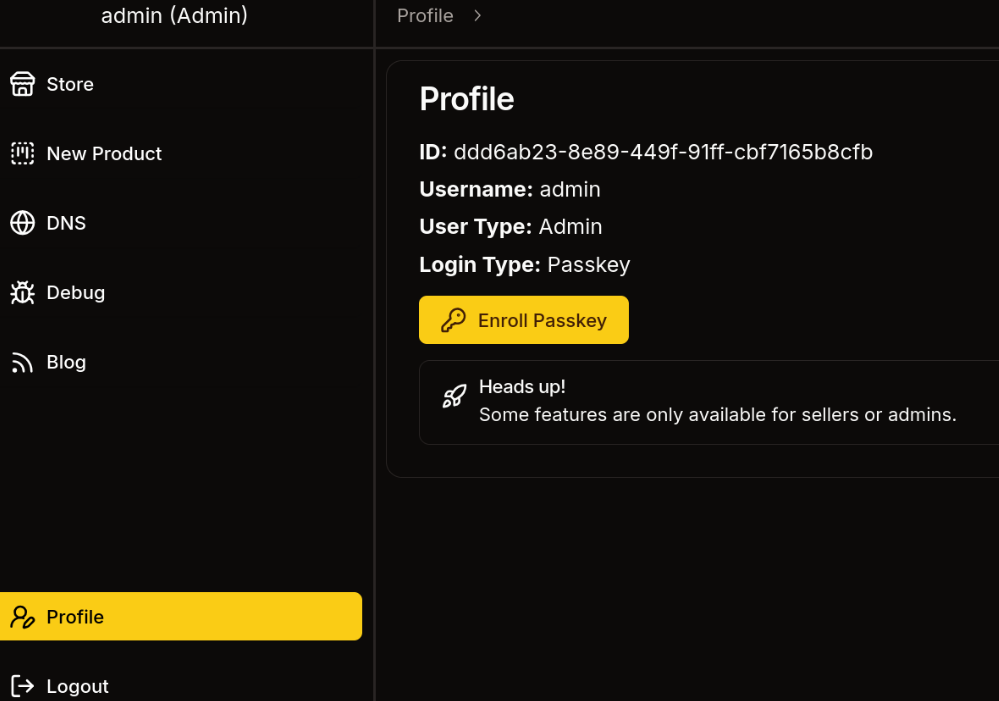 admin (Admin)
Store
New Product
DNS
Debug
Blog
Profile
Logout
Profile
Profile
ID: ddd6ab23-8e89-449f-91ff-cbf7165b8cfb
Username: admin
User Type: Admin
Login Type: Passkey
Enroll Passkey
Heads up!
Some features are only available for sellers or admins.